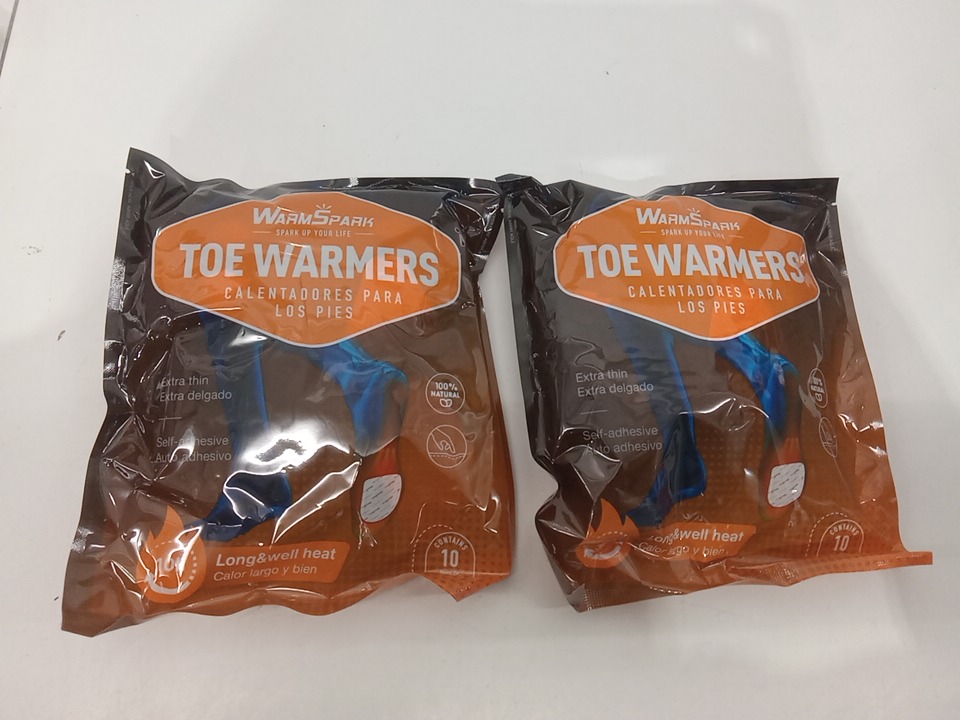 WARMSPARK
SPARK UP YOUR LIFE
TOE WARMERS
CALENTADORES PARA
LOS PIES
Extra thin
Extra delgado
100%
NATURAL
Self-adhesive
Auto adhesivo
Long&well heat
Calor largo y bien
CONTAINS
10
WARMSPARK
SPARK UP YOUR LIFE
TOE WARMERS
CALENTADORES PARA
LOS PIES
Extra thin
Extra delgado
100%
NATURAL
Self-adhesive
Auto adhesivo
Long&well heat
Calor largo y bien
CONTAINS
10